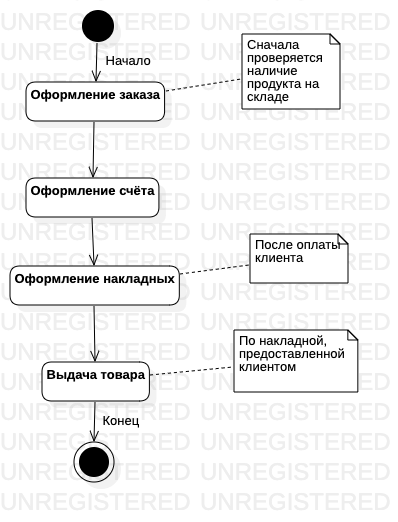 Начало
Сначала
проверяется
наличие
продукта на
складе
Оформление заказа
Оформление счёта
После оплаты
клиента
Оформление накладных
По накладной,
предоставленной
клиентом
Выдача товара
Конец
UNREGISTERED